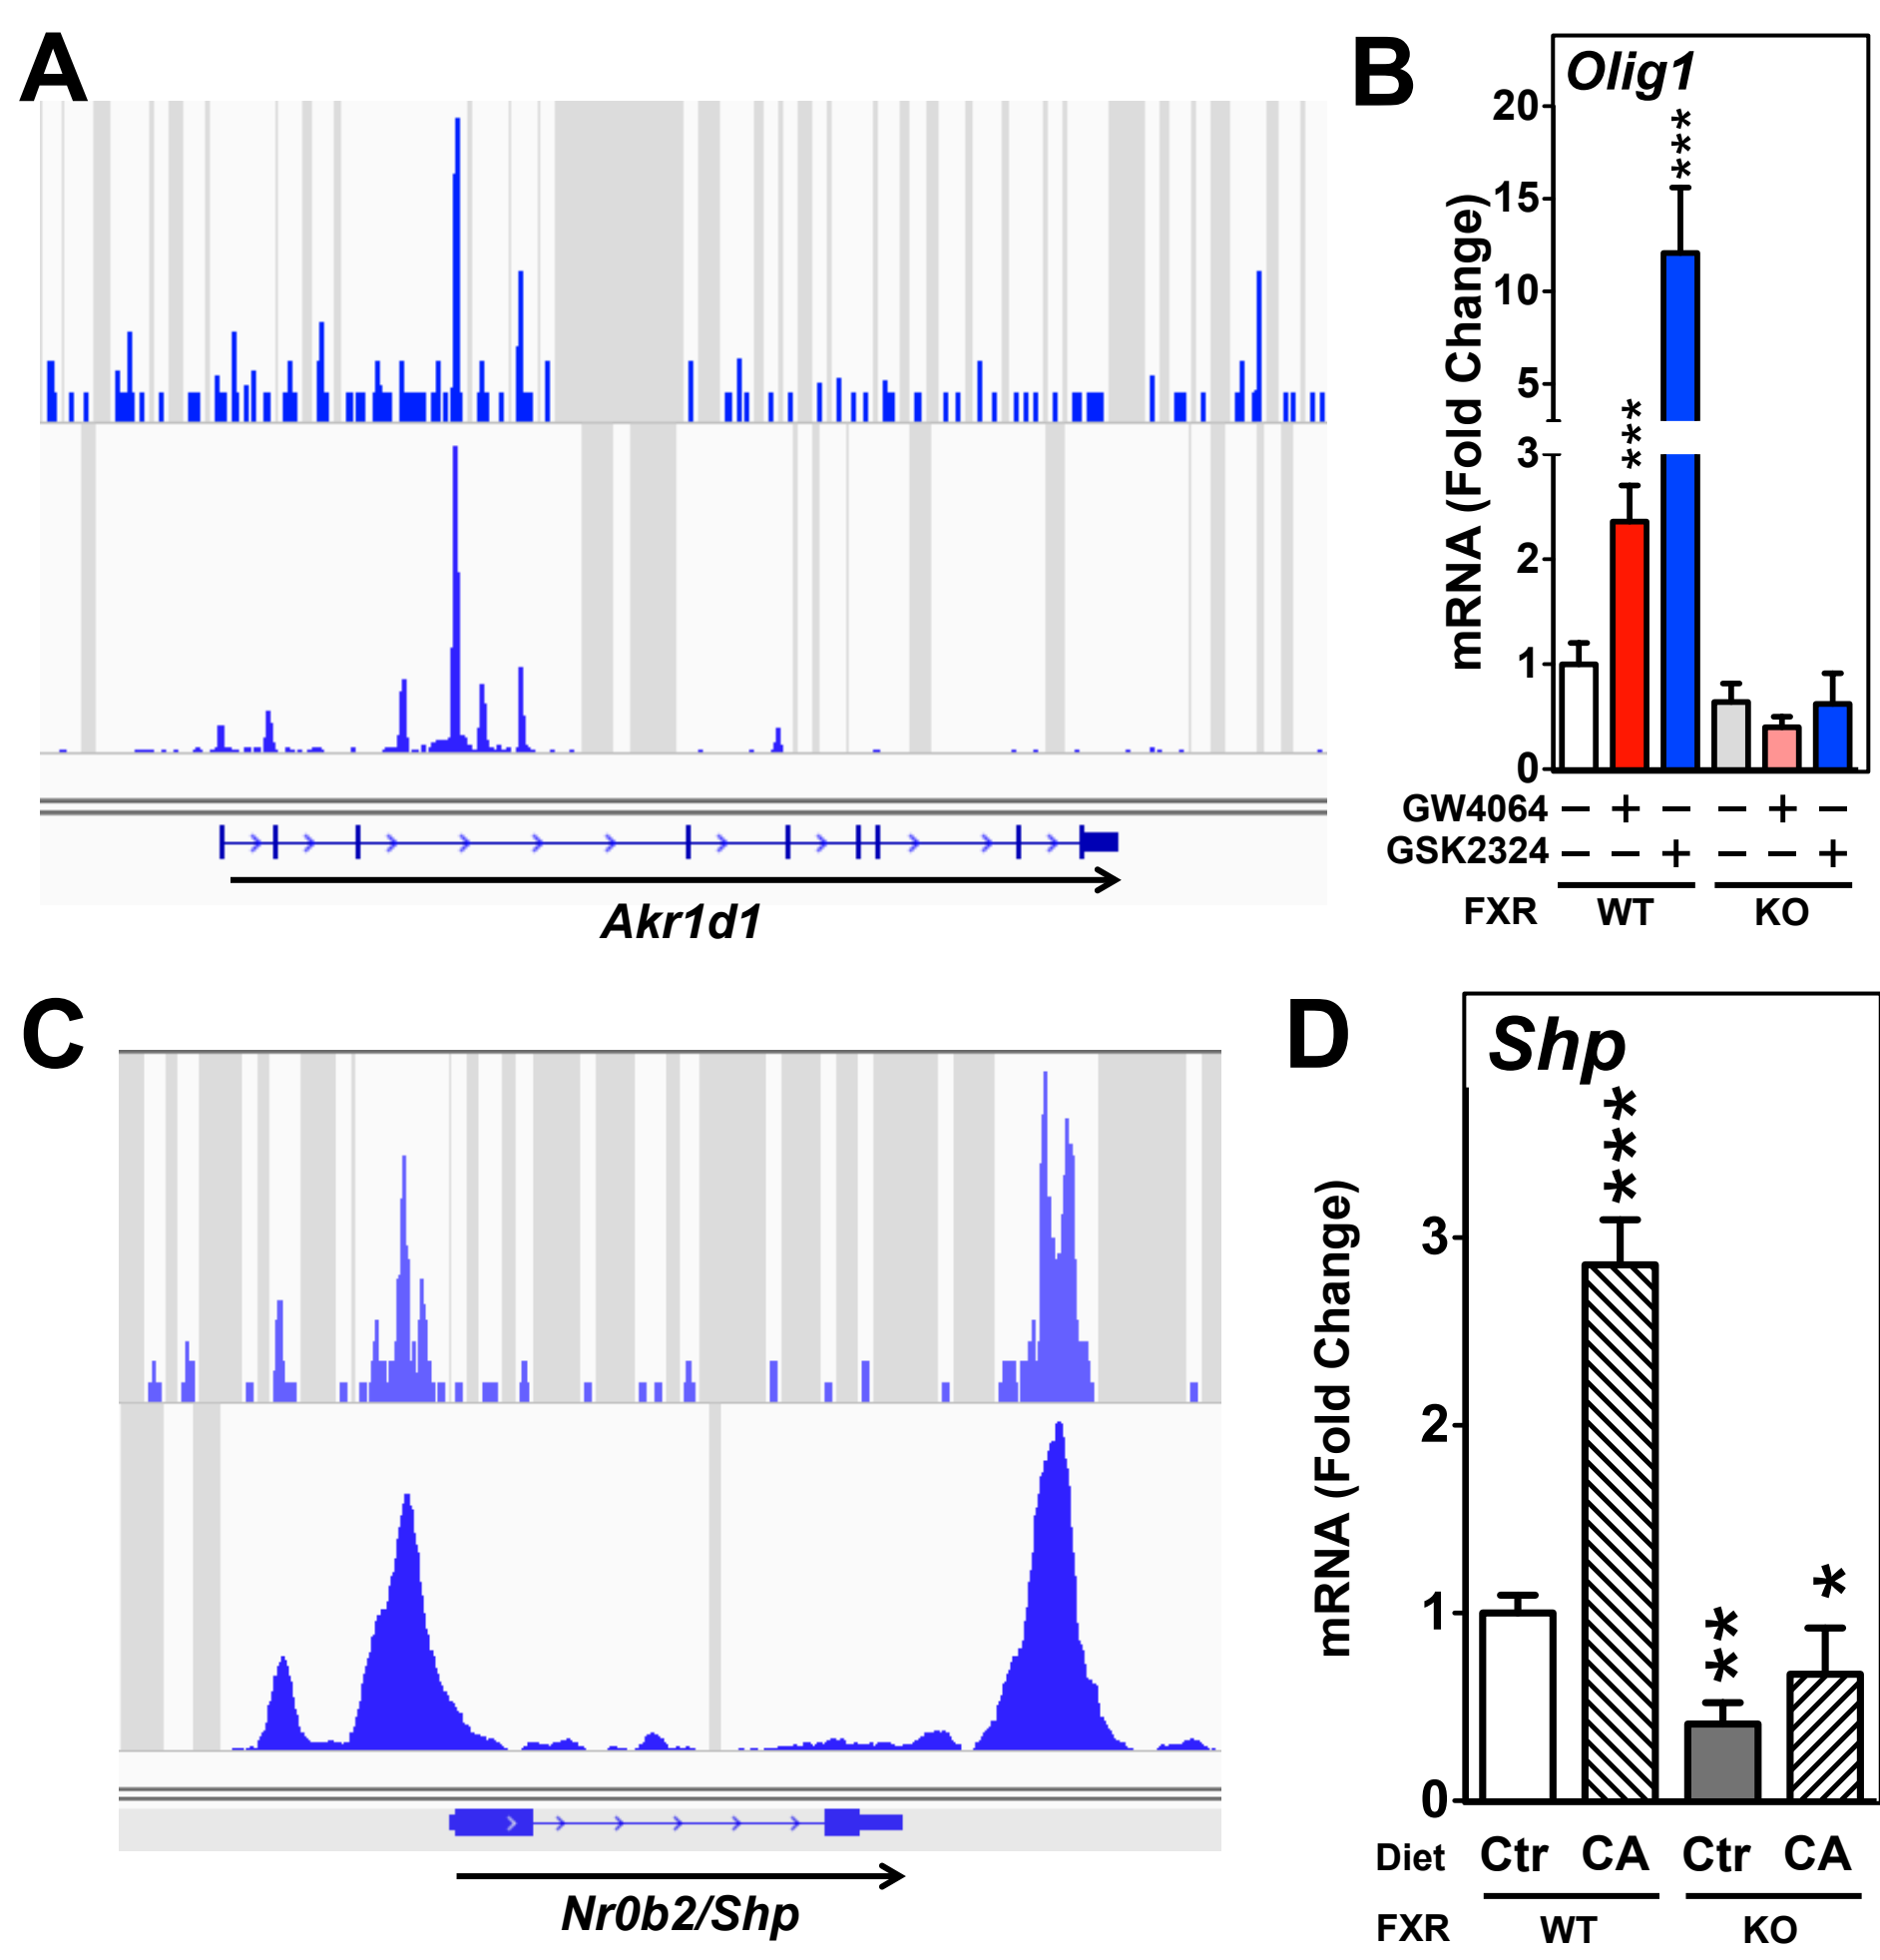 A
Akr1d1
B
Olig1
mRNA (Fold Change)
20
15
10
5
3
2
1
0
***
***
GW4064 – + – – + –
GSK2324 – – + – – +
FXR WT KO
C
Nr0b2/Shp
D
Shp
mRNA (Fold Change)
3
2
1
0
***
**
*
Diet Ctr CA Ctr CA
FXR WT KO